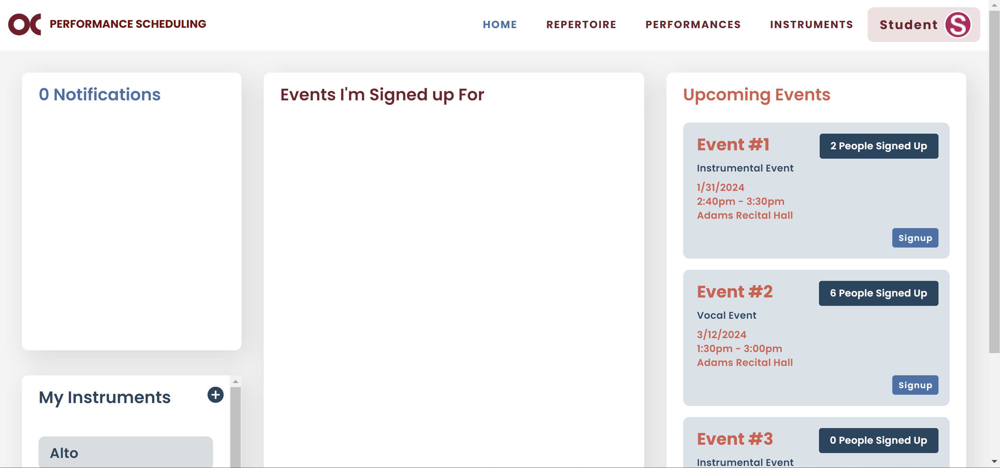 OC PERFORMANCE SCHEDULING
HOME
REPERTOIRE
PERFORMANCES
INSTRUMENTS
Student
S
0 Notifications
My Instruments
Alto
Events I'm Signed up For
Upcoming Events
Event #1
2 People Signed Up
Instrumental Event
1/31/2024
2:40pm - 3:30pm
Adams Recital Hall
Signup
Event #2
6 People Signed Up
Vocal Event
3/12/2024
1:30pm - 3:00pm
Adams Recital Hall
Signup
Event #3
0 People Signed Up
Instrumental Event